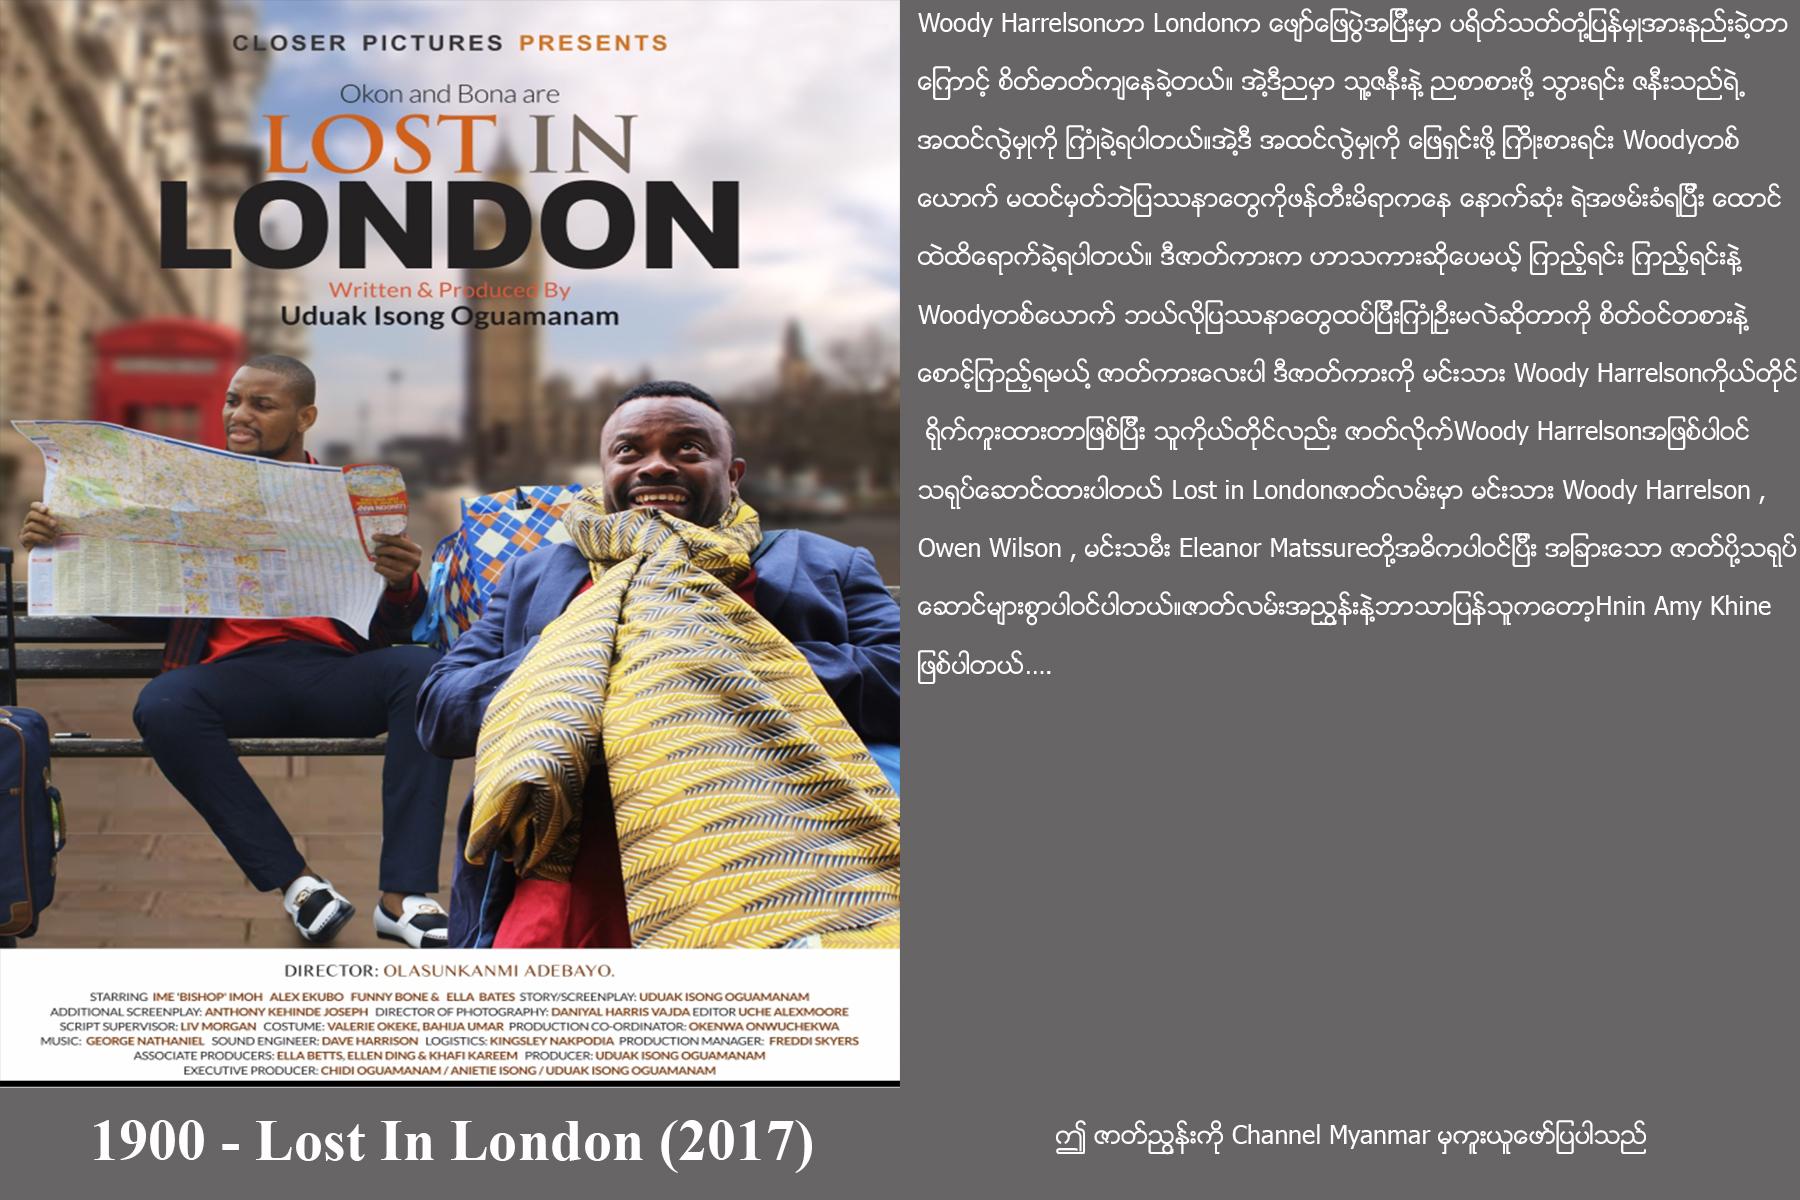 CLOSER PICTURES PRESENTS
Okon and Bona are
LOST IN
LONDON
Written & Produced By
Uduak Isong Oguamanam
DIRECTOR: OLASUNKANMI ADEBAYO.
STARRING IME 'BISHOP' IMOH ALEX EKUBO FUNNY BONE & ELLA BATES STORY/SCREENPLAY: UDUAK ISONG OGUAMANAM
ADDITIONAL SCREENPLAY: ANTHONY KEHINDE JOSEPH DIRECTOR OF PHOTOGRAPHY: DANIYAL HARRIS VAJDA EDITOR UCHE ALEXMOORE
SCRIPT SUPERVISOR: LIV MORGAN COSTUME: VALERIE OKEKE, BAHIJA UMAR PRODUCTION CO-ORDINATOR: OKENWA ONWUCHEKWA
MUSIC: GEORGE NATHANIEL SOUND ENGINEER: DAVE HARRISON LOGISTICS: KINGSLEY NAKPODIA PRODUCTION MANAGER: FREDDI SKYERS
ASSOCIATE PRODUCERS: ELLA BETTS, ELLEN DING & KHAFI KAREEM PRODUCER: UDUAK ISONG OGUAMANAM
EXECUTIVE PRODUCER: CHIDI OGUAMANAM / ANIETIE ISONG / UDUAK ISONG OGUAMANAM
1900 - Lost In London (2017)
Woody Harrelsonဟာ Londonက ဖျော်ဖြေပွဲအပြီးမှာ ပရိတ်သတ်တုံ့ပြန်မှုအားနည်းခဲ့တာ
ကြောင့် စိတ်ဓာတ်ကျနေခဲ့တယ်။ အဲ့ဒီညမှာ သူ့ဇနီးနဲ့ ညစာစားဖို့ သွားရင်း ဇနီးသည်ရဲ့
အထင်လွဲမှုကို ကြုံခဲ့ရပါတယ်။အဲ့ဒီ အထင်လွဲမှုကို ဖြေရှင်းဖို့ ကြိုးစားရင်း Woodyတစ်
ယောက် မထင်မှတ်ဘဲပြဿနာတွေကိုဖန်တီးမိရာကနေ နောက်ဆုံး ရဲအဖမ်းခံရပြီး ထောင်
ထဲထိရောက်ခဲ့ရပါတယ်။ ဒီဇာတ်ကားက ဟာသကားဆိုပေမယ့် ကြည့်ရင်း ကြည့်ရင်းနဲ့
Woodyတစ်ယောက် ဘယ်လိုပြဿနာတွေထပ်ပြီးကြုံဦးမလဲဆိုတာကို စိတ်ဝင်တစားနဲ့
စောင့်ကြည့်ရမယ့် ဇာတ်ကားလေးပါ ဒီဇာတ်ကားကို မင်းသား Woody Harrelsonကိုယ်တိုင်
ရိုက်ကူးထားတာဖြစ်ပြီး သူကိုယ်တိုင်လည်း ဇာတ်လိုက်Woody Harrelsonအဖြစ်ပါဝင်
သရုပ်ဆောင်ထားပါတယ် Lost in Londonဇာတ်လမ်းမှာ မင်းသား Woody Harrelson ,
Owen Wilson , မင်းသမီး Eleanor Matssureတို့အဓိကပါဝင်ပြီး အခြားသော ဇာတ်ပို့သရုပ်
ဆောင်များစွာပါဝင်ပါတယ်။ဇာတ်လမ်းအညွှန်းနဲ့ဘာသာပြန်သူကတော့Hnin Amy Khine
ဖြစ်ပါတယ်....
ဤ ဇာတ်ညွှန်းကို Channel Myanmar မှကူးယူဖော်ပြပါသည်